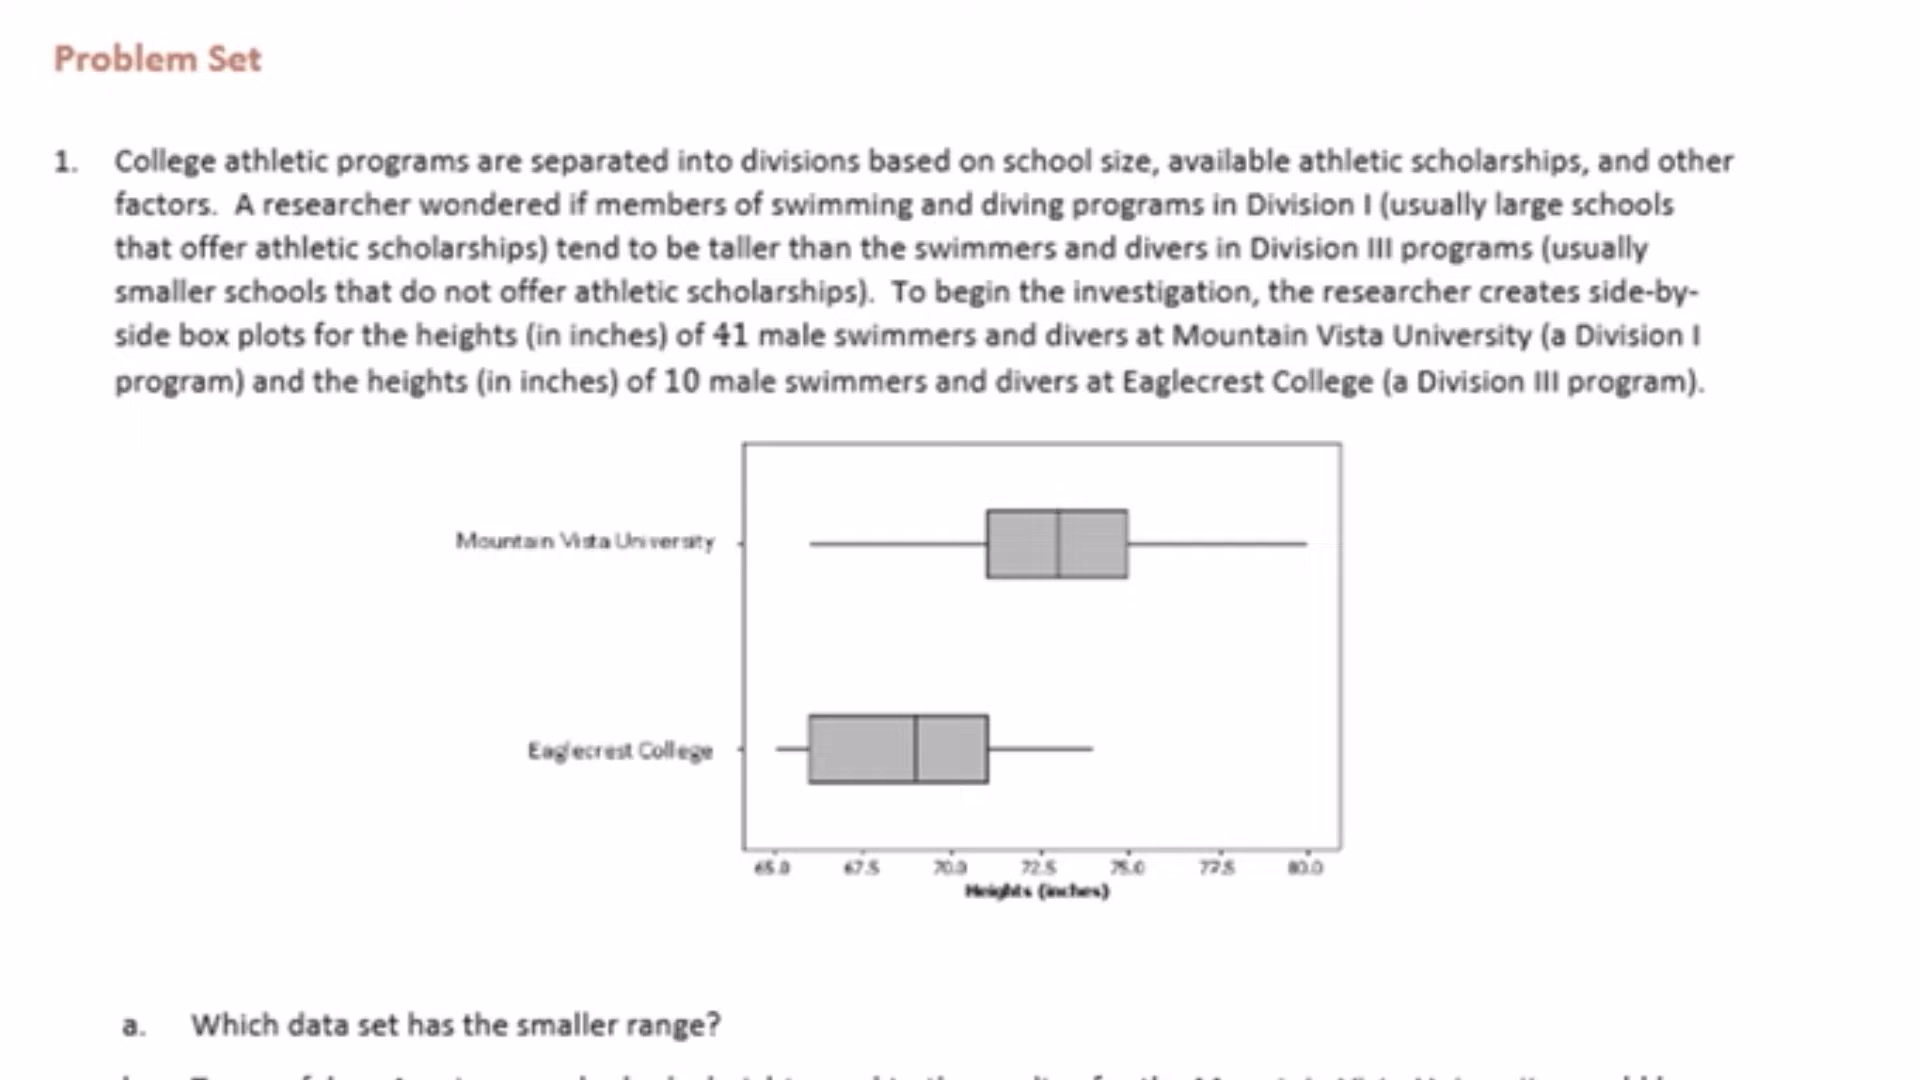 Problem Set
1. College athletic programs are separated into divisions based on school size, available athletic scholarships, and other
factors. A researcher wondered if members of swimming and diving programs in Division I (usually large schools
that offer athletic scholarships) tend to be taller than the swimmers and divers in Division III programs (usually
smaller schools that do not offer athletic scholarships). To begin the investigation, the researcher creates side-by-
side box plots for the heights (in inches) of 41 male swimmers and divers at Mountain Vista University (a Division I
program) and the heights (in inches) of 10 male swimmers and divers at Eaglecrest College (a Division III program).
Mountain Vista University
Eaglecrest College
65.0 67.5 70.0 72.5 75.0 77.5 80.0
Heights (inches)
a. Which data set has the smaller range?